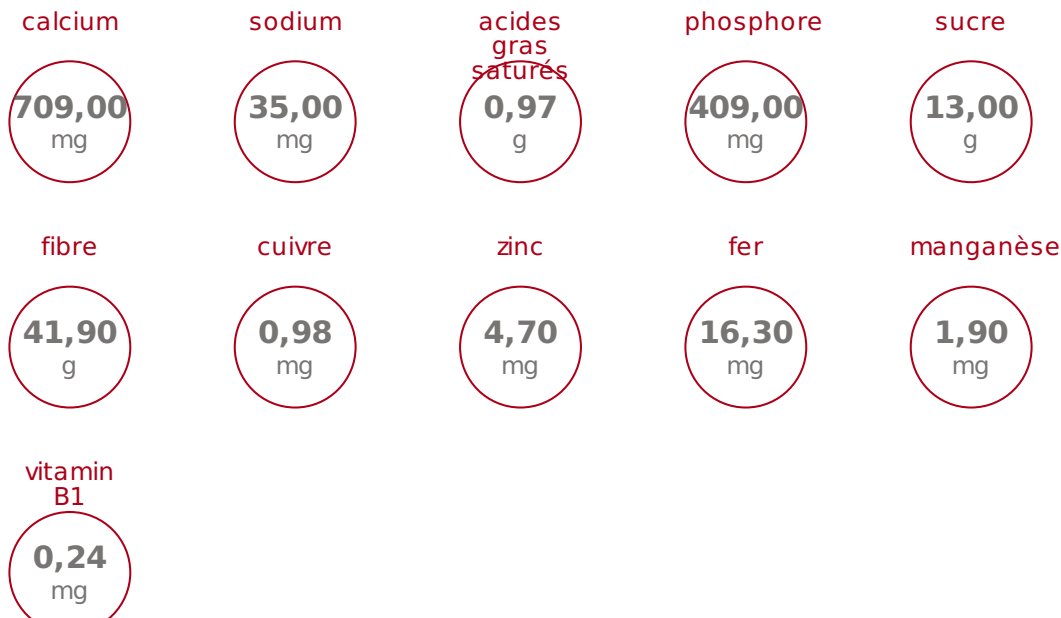 calcium
sodium
acides
gras
saturés
phosphore
sucre
709,00
mg
35,00
mg
0,97
g
409,00
mg
13,00
g
fibre
cuivre
zinc
fer
manganèse
41,90
g
0,98
mg
4,70
mg
16,30
mg
1,90
mg
vitamin
B1
0,24
mg